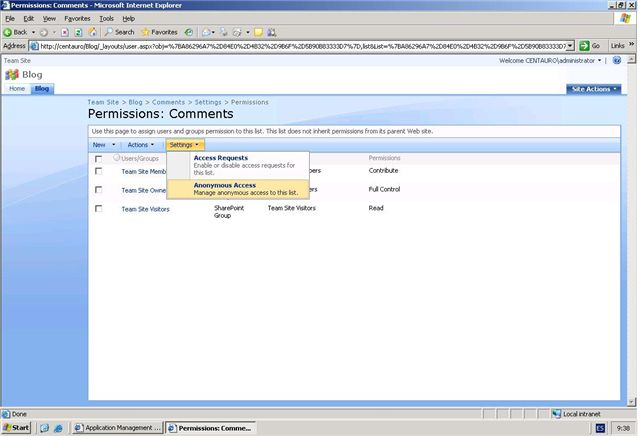 Permissions: Comments - Microsoft Internet Explorer
File Edit View Favorites Tools Help
Back Search Favorites
Address http://centauro/Blog/_layouts/user.aspx?obj=%7BA86296A7%2D84E0%2D4B32%2D9B6F%2D5B90B83333D7%7D,list&List=%7BA86296A7%2D84E0%2D4B32%2D9B6F%2D5B90B83333D7% Go Links »
Team Site Welcome CENTAURO\administrator
Blog
Home Blog Site Actions
Team Site > Blog > Comments > Settings > Permissions
Permissions: Comments
Use this page to assign users and groups permission to this list. This list does not inherit permissions from its parent Web site.
New Actions Settings
Users/Groups Permissions
Access Requests
Enable or disable access requests for this list.
Team Site Memb bers Contribute
Anonymous Access
Manage anonymous access to this list.
Team Site Owne ers Full Control
Team Site Visitors SharePoint Group Team Site Visitors Read
Done Local intranet
Start Application Management ... Permissions: Comme... ES 9:38